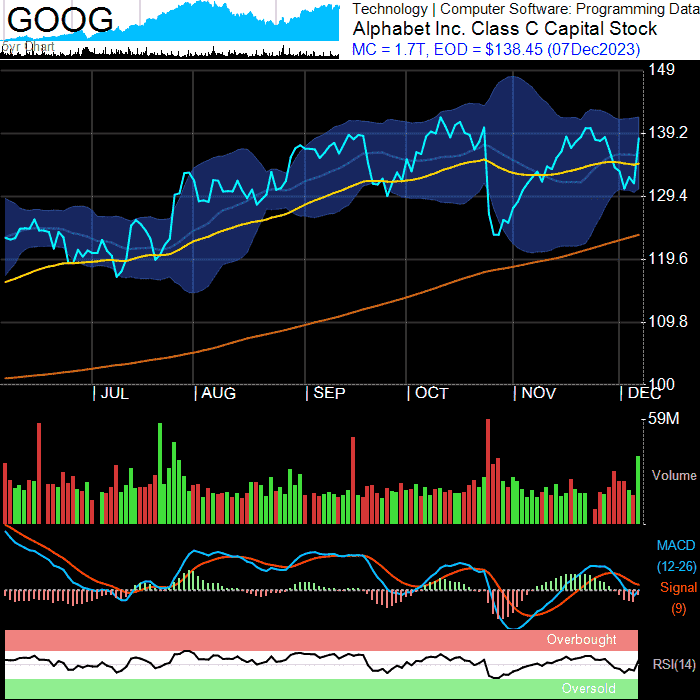 GOOG
Technology | Computer Software: Programming Data
Alphabet Inc. Class C Capital Stock
MC = 1.7T, EOD = $138.45 (07Dec2023)
Chart
149
139.2
129.4
119.6
109.8
100
JUL AUG SEP OCT NOV DEC
59M
Volume
MACD
(12-26)
Signal
(9)
Overbought
RSI(14)
Oversold